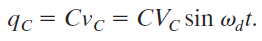 q_C = Cv_C = CV_C sin ω_d t.